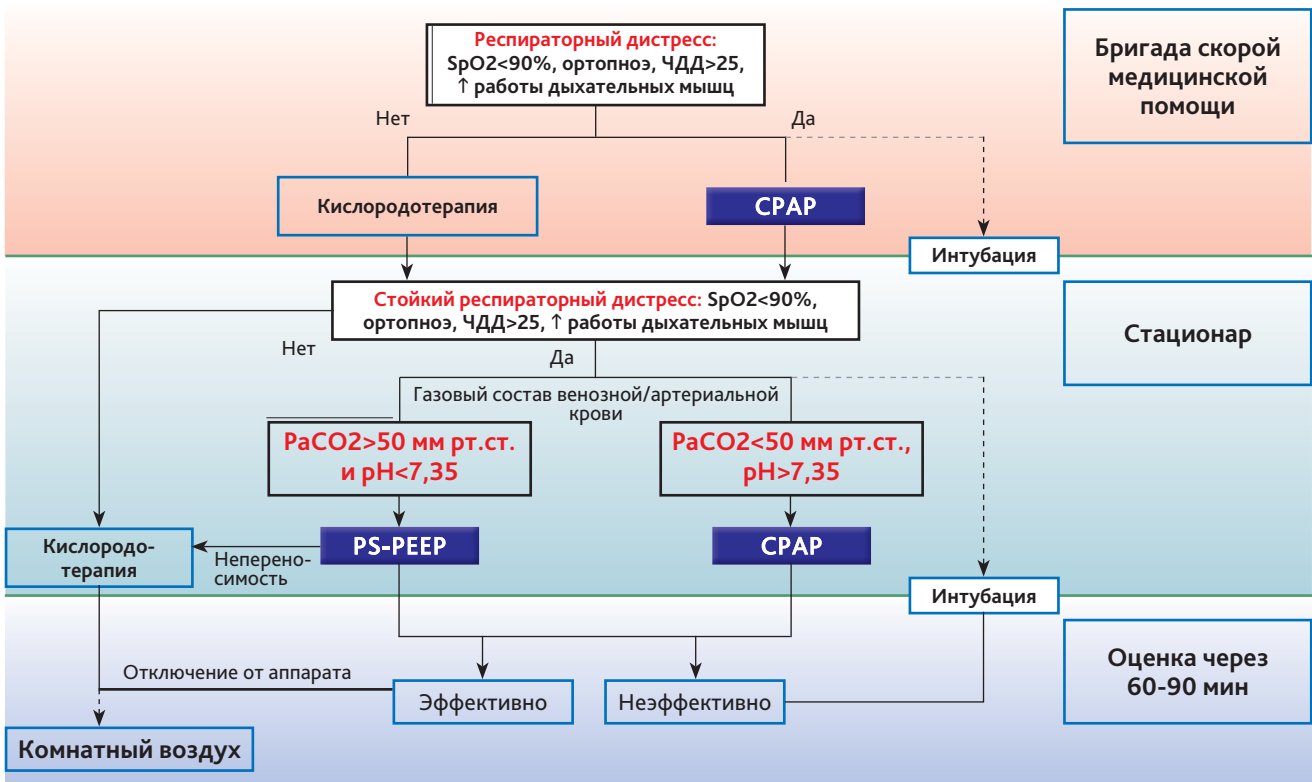 Респираторный дистресс:
SpO2<90%, ортопноэ, ЧДД>25,
↑ работы дыхательных мышц
Бригада скорой
медицинской
помощи
Нет
Да
Кислородотерапия
CPAP
Интубация
Стойкий респираторный дистресс: SpO2<90%,
ортопноэ, ЧДД>25, ↑ работы дыхательных мышц
Стационар
Нет
Да
Газовый состав венозной/артериальной
крови
PaCO2>50 мм рт.ст.
и pH<7,35
PaCO2<50 мм рт.ст.,
pH>7,35
Кислородо-
терапия
Неперено-
симость
PS-PEEP
CPAP
Интубация
Оценка через
60-90 мин
Отключение от аппарата
Эффективно
Неэффективно
Комнатный воздух